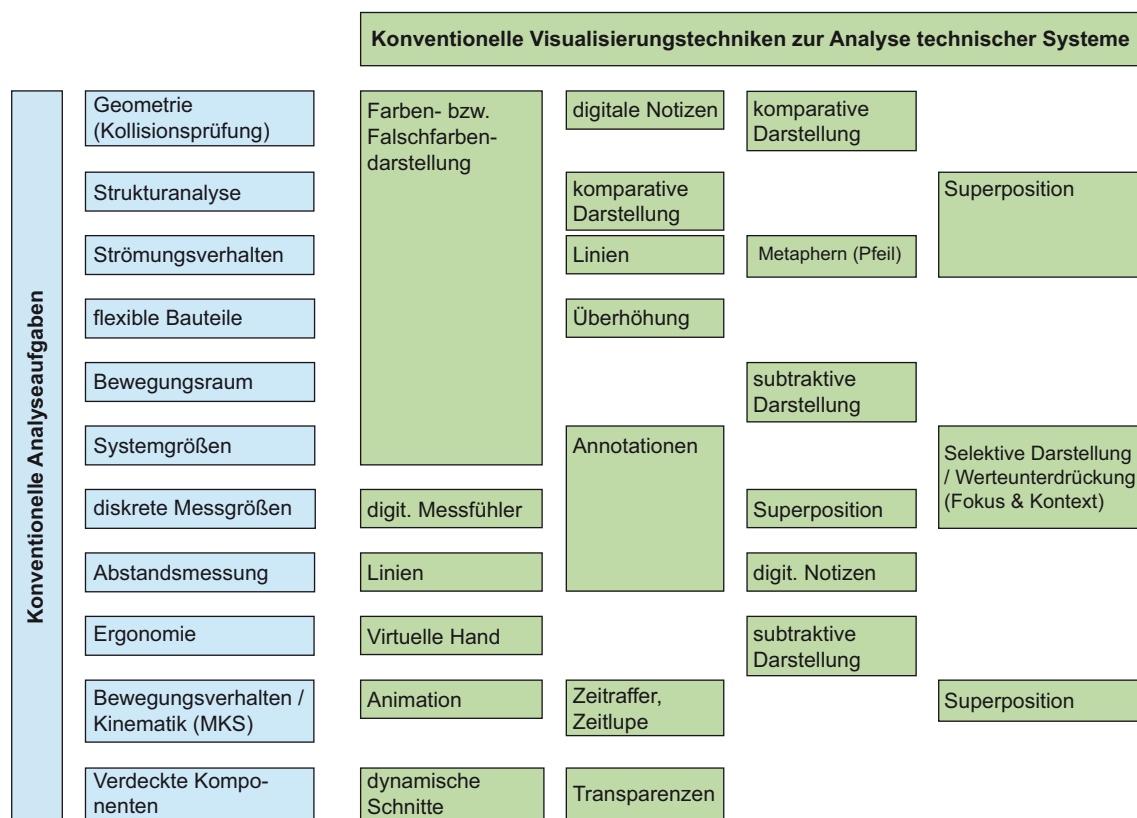 Konventionelle Visualisierungstechniken zur Analyse technischer Systeme
Konventionelle Analyseaufgaben
Geometrie
(Kollisionsprüfung)
Farben- bzw.
Falschfarben-
darstellung
digitale Notizen
komparative
Darstellung
Strukturanalyse
komparative
Darstellung
Superposition
Strömungsverhalten
Linien
Metaphern (Pfeil)
flexible Bauteile
Überhöhung
Bewegungsraum
subtraktive
Darstellung
Systemgrößen
Annotationen
Selektive Darstellung
/ Werteunterdrückung
(Fokus & Kontext)
diskrete Messgrößen
digit. Messfühler
Superposition
Abstandsmessung
Linien
digit. Notizen
Ergonomie
Virtuelle Hand
subtraktive
Darstellung
Bewegungsverhalten /
Kinematik (MKS)
Animation
Zeitraffer,
Zeitlupe
Superposition
Verdeckte Kompo-
nenten
dynamische
Schnitte
Transparenzen